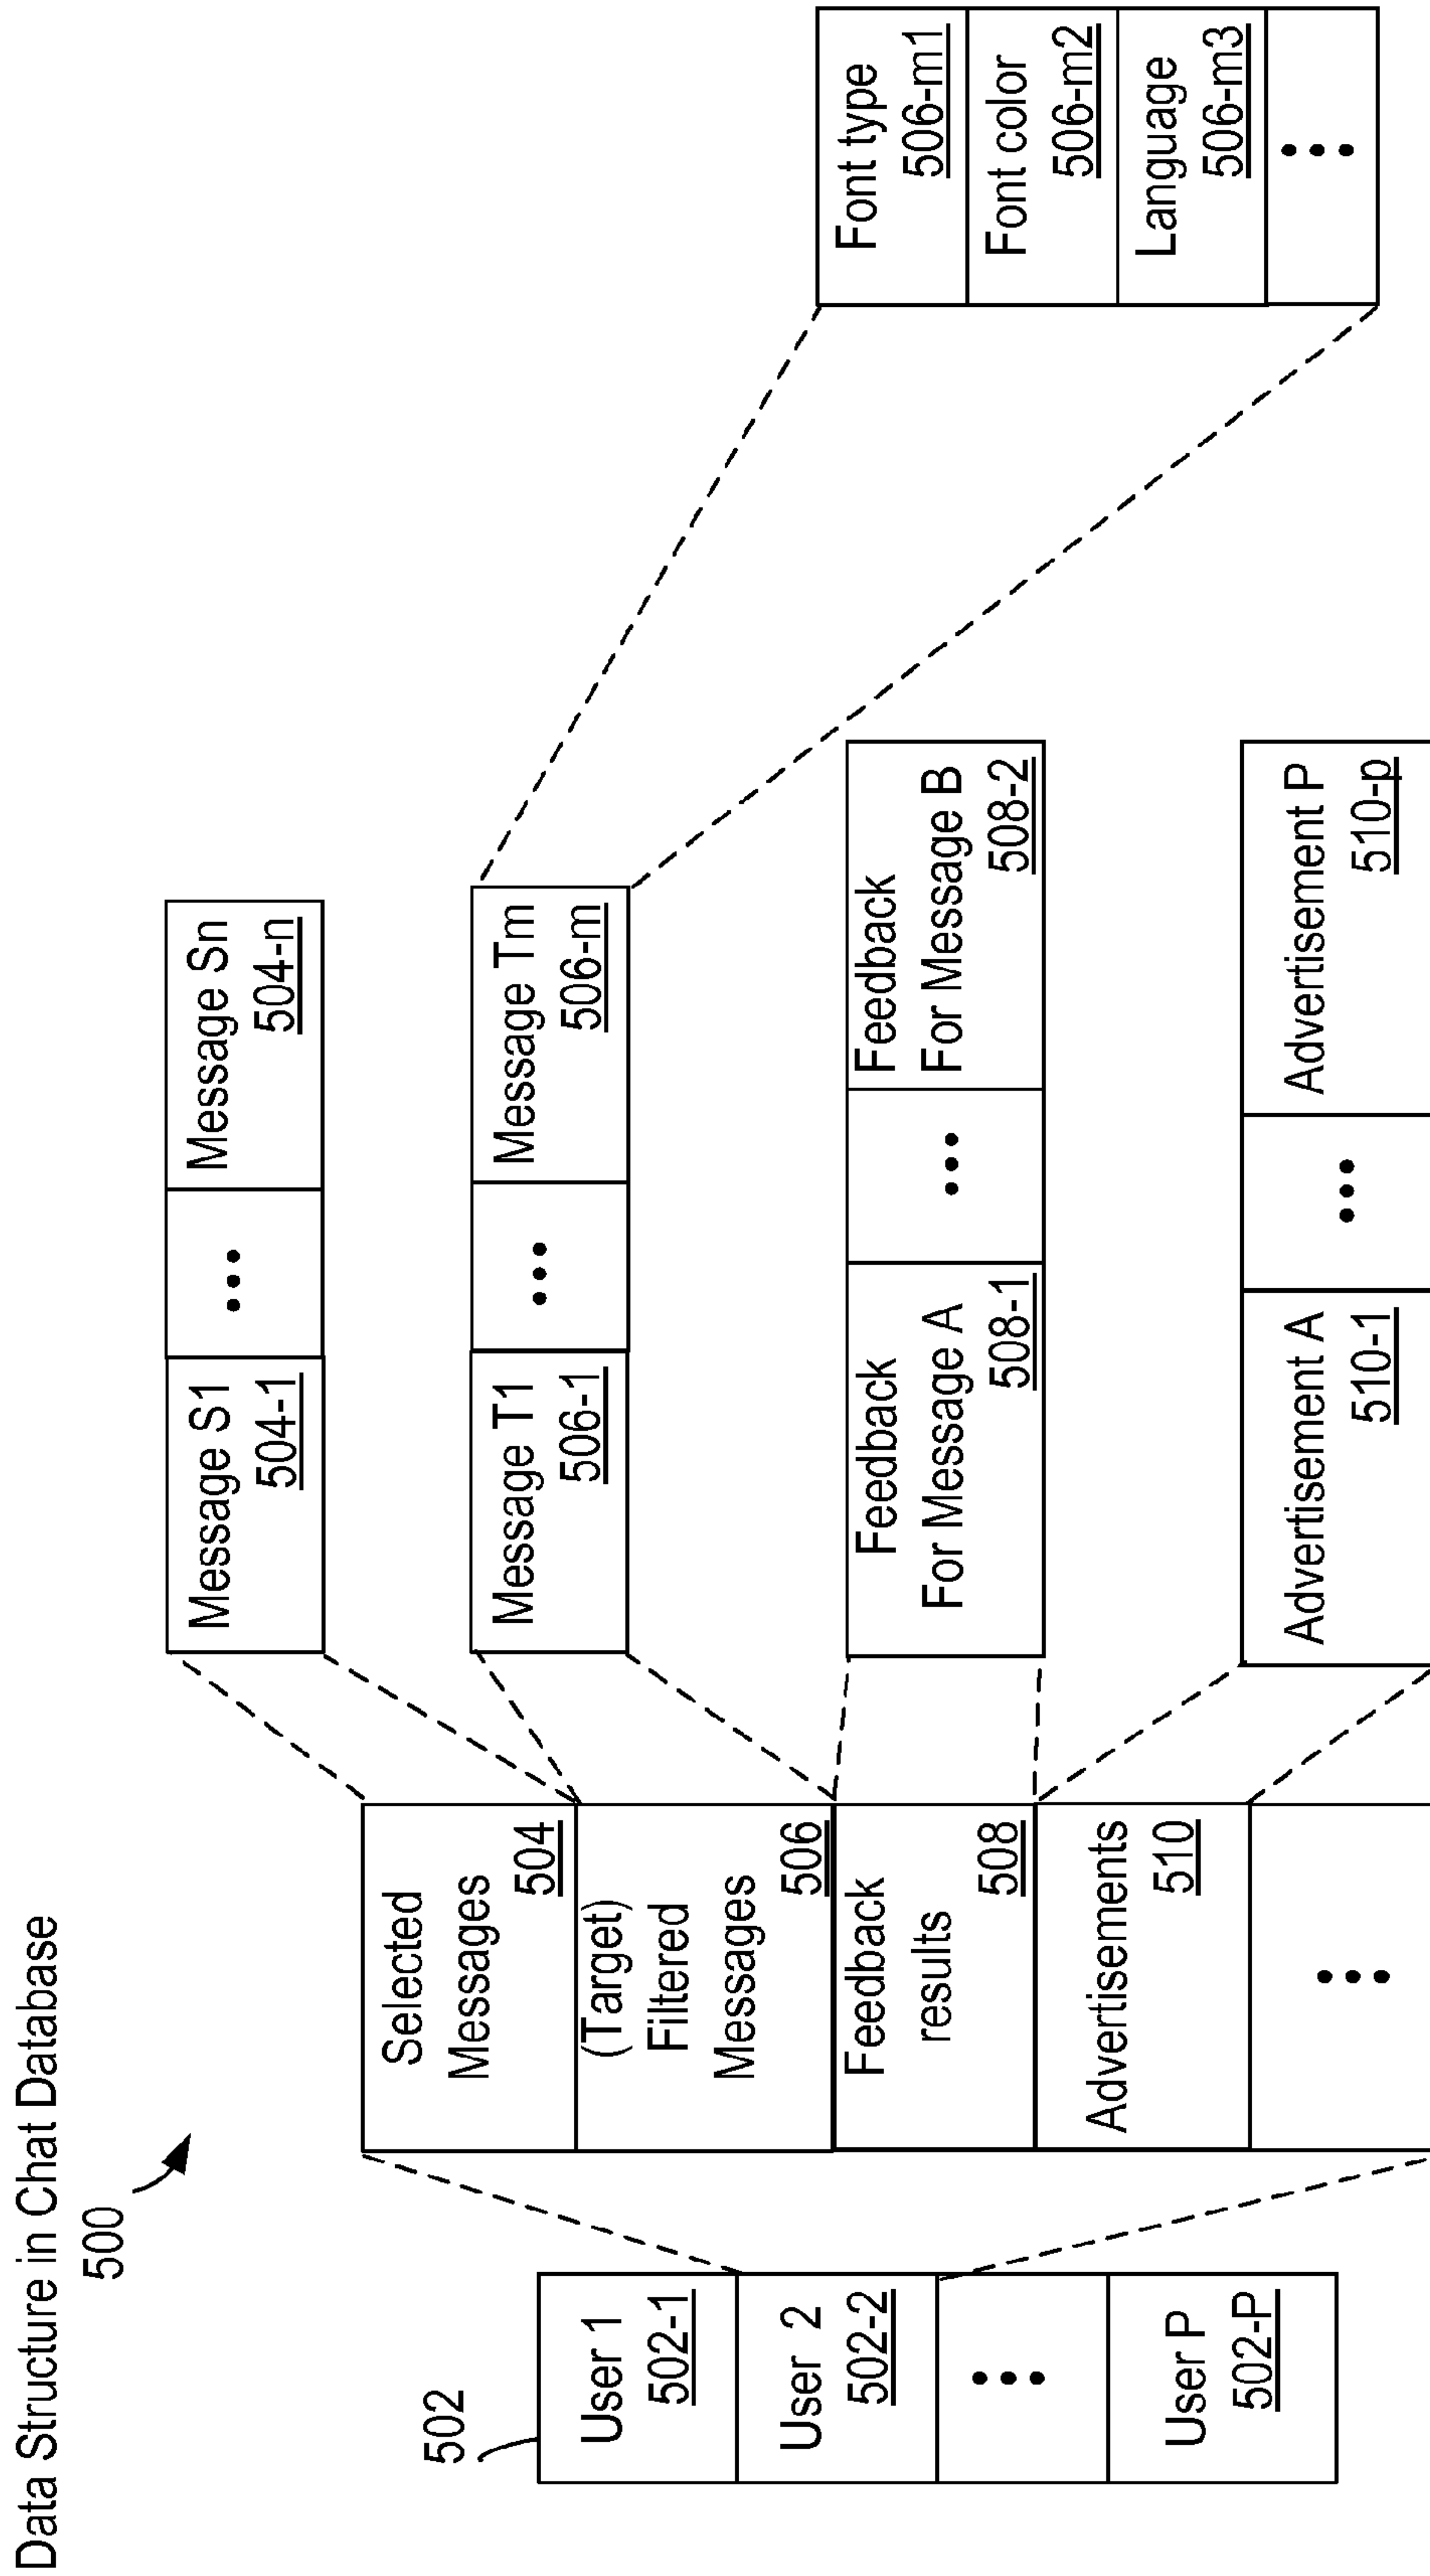 Data Structure in Chat Database
500
502
User 1
502-1
User 2
502-2
User P
502-P
Selected
Messages
504
(Target)
Filtered
Messages
506
Feedback
results
508
Advertisements
510
Message S1
504-1
Message Sn
504-n
Message T1
506-1
Message Tm
506-m
Feedback
For Message A
508-1
Feedback
For Message B
508-2
Advertisement A
510-1
Advertisement P
510-p
Font type
506-m1
Font color
506-m2
Language
506-m3